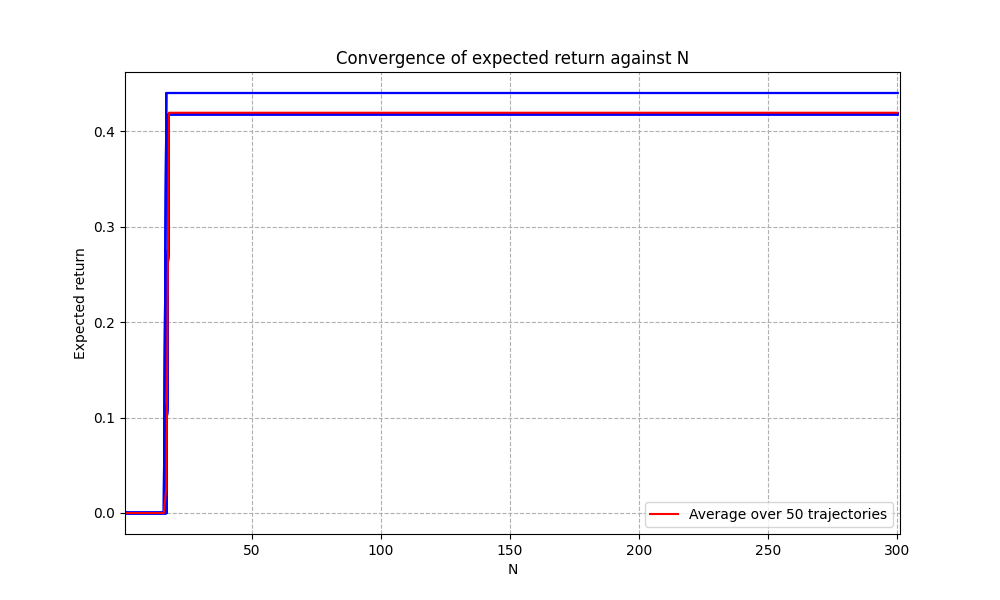 Convergence of expected return against N
Expected return
0.4
0.3
0.2
0.1
0.0
Average over 50 trajectories
50
100
150
200
250
300
N